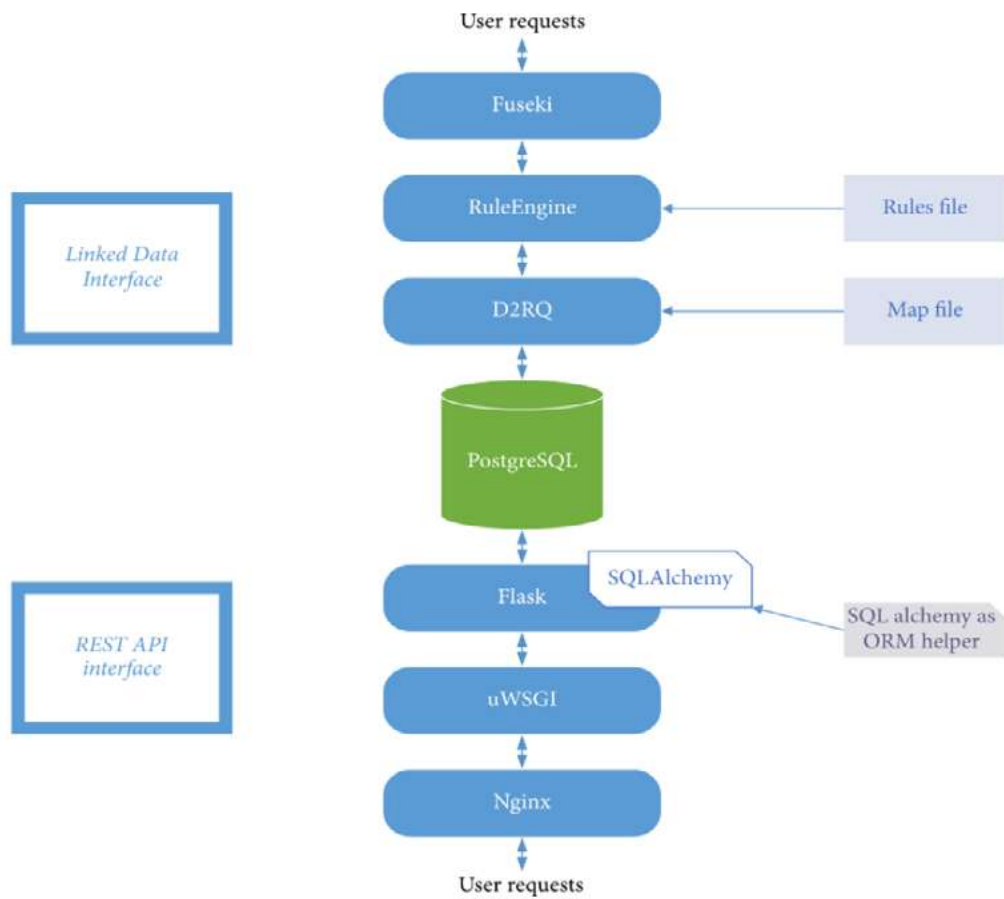 User requests
Fuseki
RuleEngine
Rules file
Linked Data
Interface
D2RQ
Map file
PostgreSQL
SQLAlchemy
Flask
SQL alchemy as
ORM helper
REST API
interface
uWSGI
Nginx
User requests